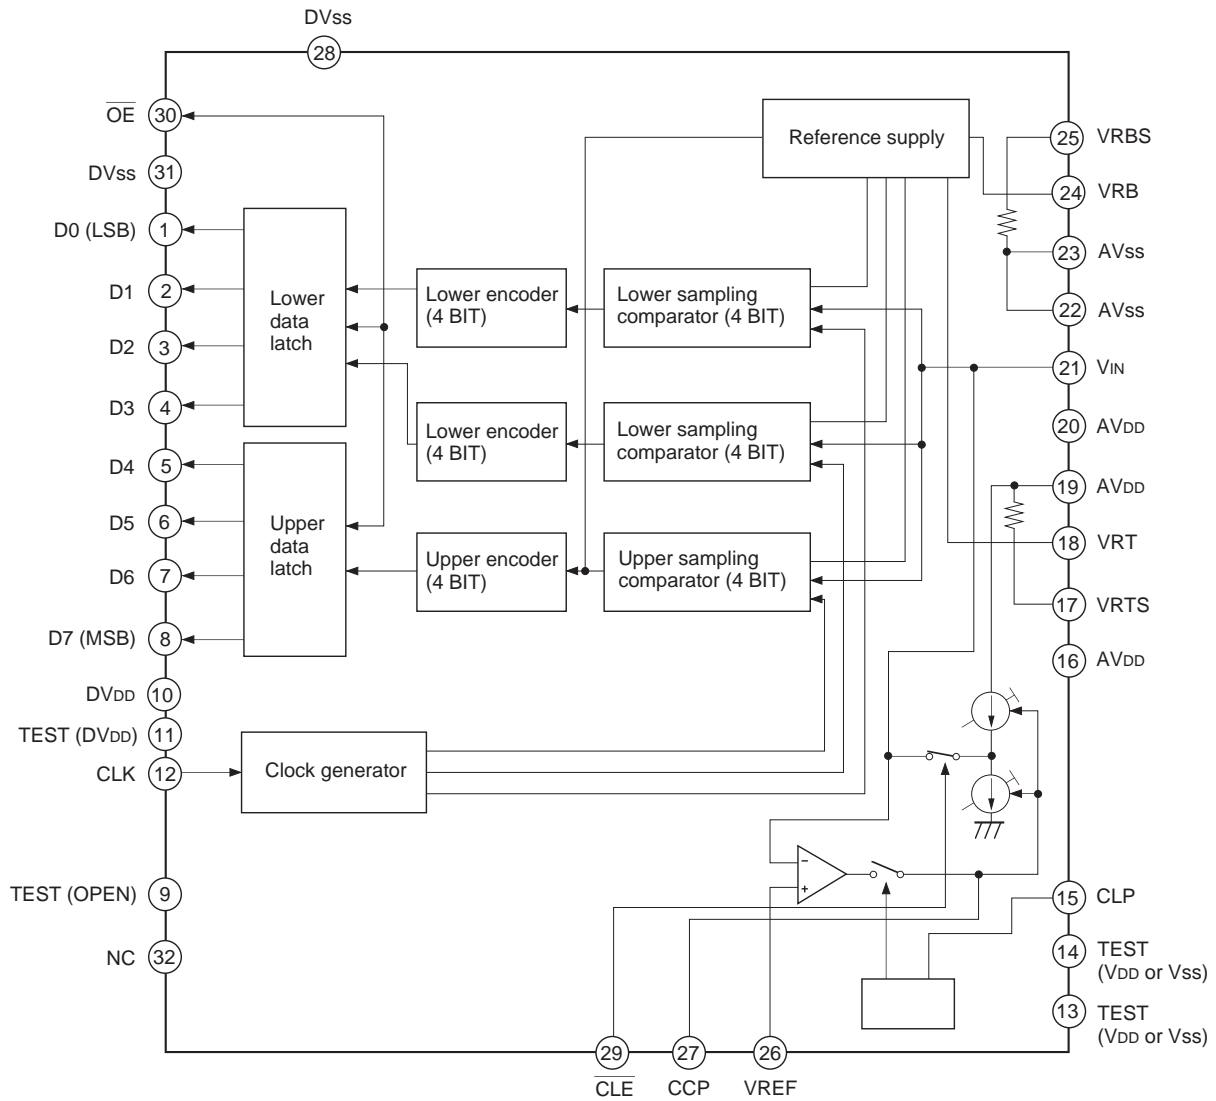 DVss
28
OE
30
DVss
31
D0 (LSB)
1
D1
2
D2
3
D3
4
D4
5
D5
6
D6
7
D7 (MSB)
8
DVDD
10
TEST (DVDD)
11
CLK
12
TEST (OPEN)
9
NC
32
Lower
data
latch
Upper
data
latch
Lower encoder
(4 BIT)
Lower encoder
(4 BIT)
Upper encoder
(4 BIT)
Lower sampling
comparator (4 BIT)
Lower sampling
comparator (4 BIT)
Upper sampling
comparator (4 BIT)
Reference supply
Clock generator
−
+
25
VRBS
24
VRB
23
AVss
22
AVss
21
VIN
20
AVDD
19
AVDD
18
VRT
17
VRTS
16
AVDD
15
CLP
14
TEST
(VDD or Vss)
13
TEST
(VDD or Vss)
29
CLE
27
CCP
26
VREF